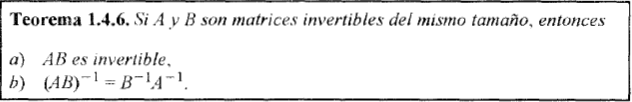 Teorema 1.4.6. Si A y B son matrices invertibles del mismo tamaño, entonces
a) AB es invertible,
b) (AB)⁻¹ = B⁻¹A⁻¹.